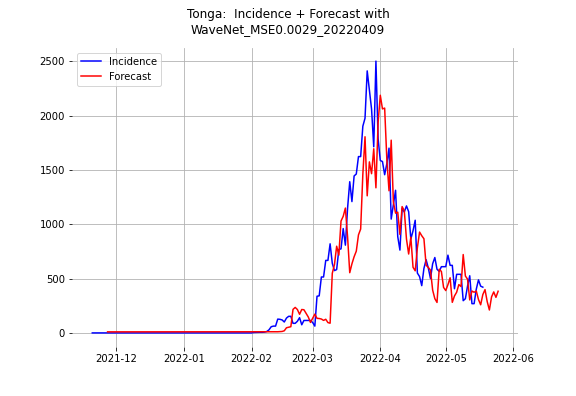 Tonga:  Incidence + Forecast with
WaveNet_MSE0.0029_20220409
Incidence
Forecast
2500
2000
1500
1000
500
0
2021-12 2022-01 2022-02 2022-03 2022-04 2022-05 2022-06